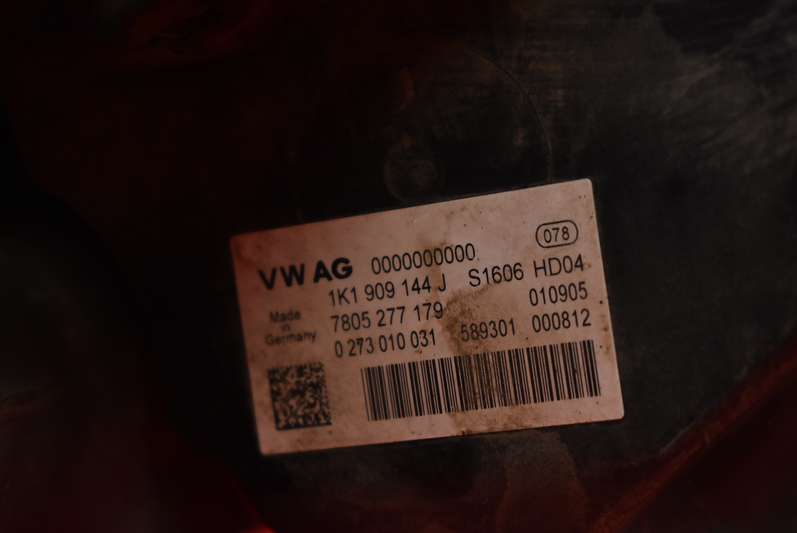 078
VW AG 0000000000
1K1 909 144 J S1606 HD04
Made in Germany
7805 277 179 010905
0 273 010 031 589301 000812